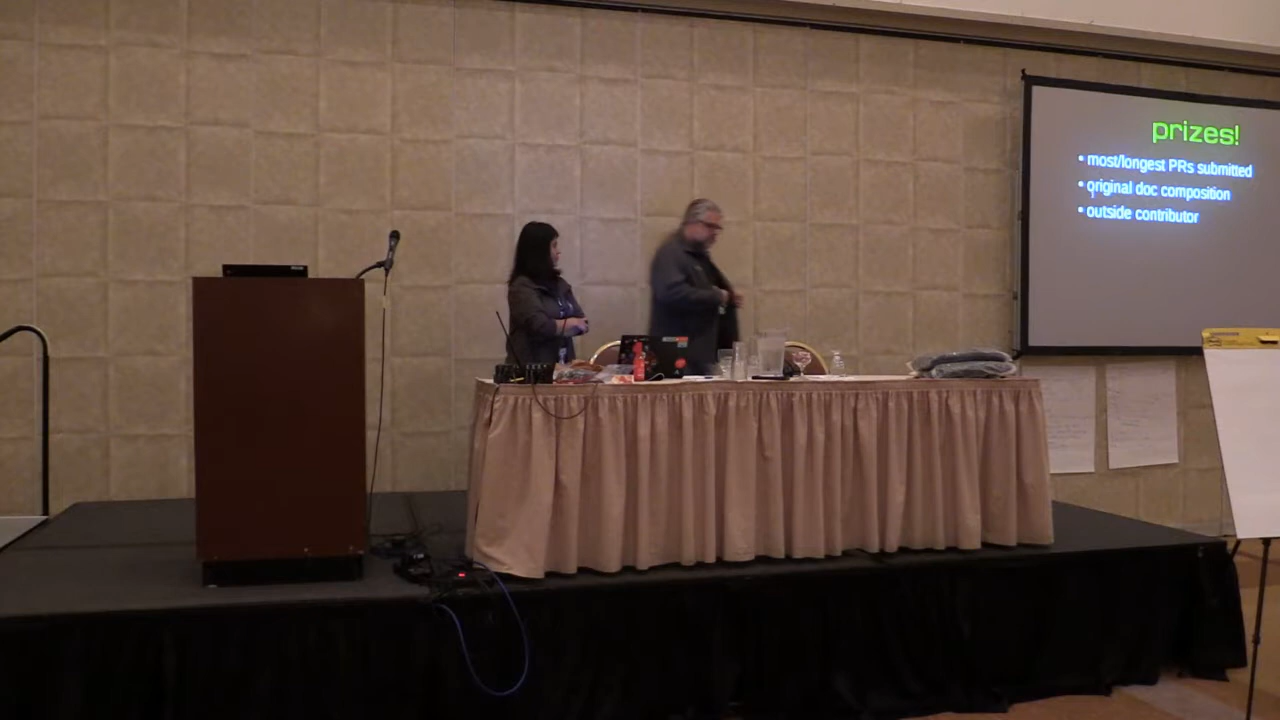 prizes!
• most/longest PRs submitted
• original doc composition
• outside contributor